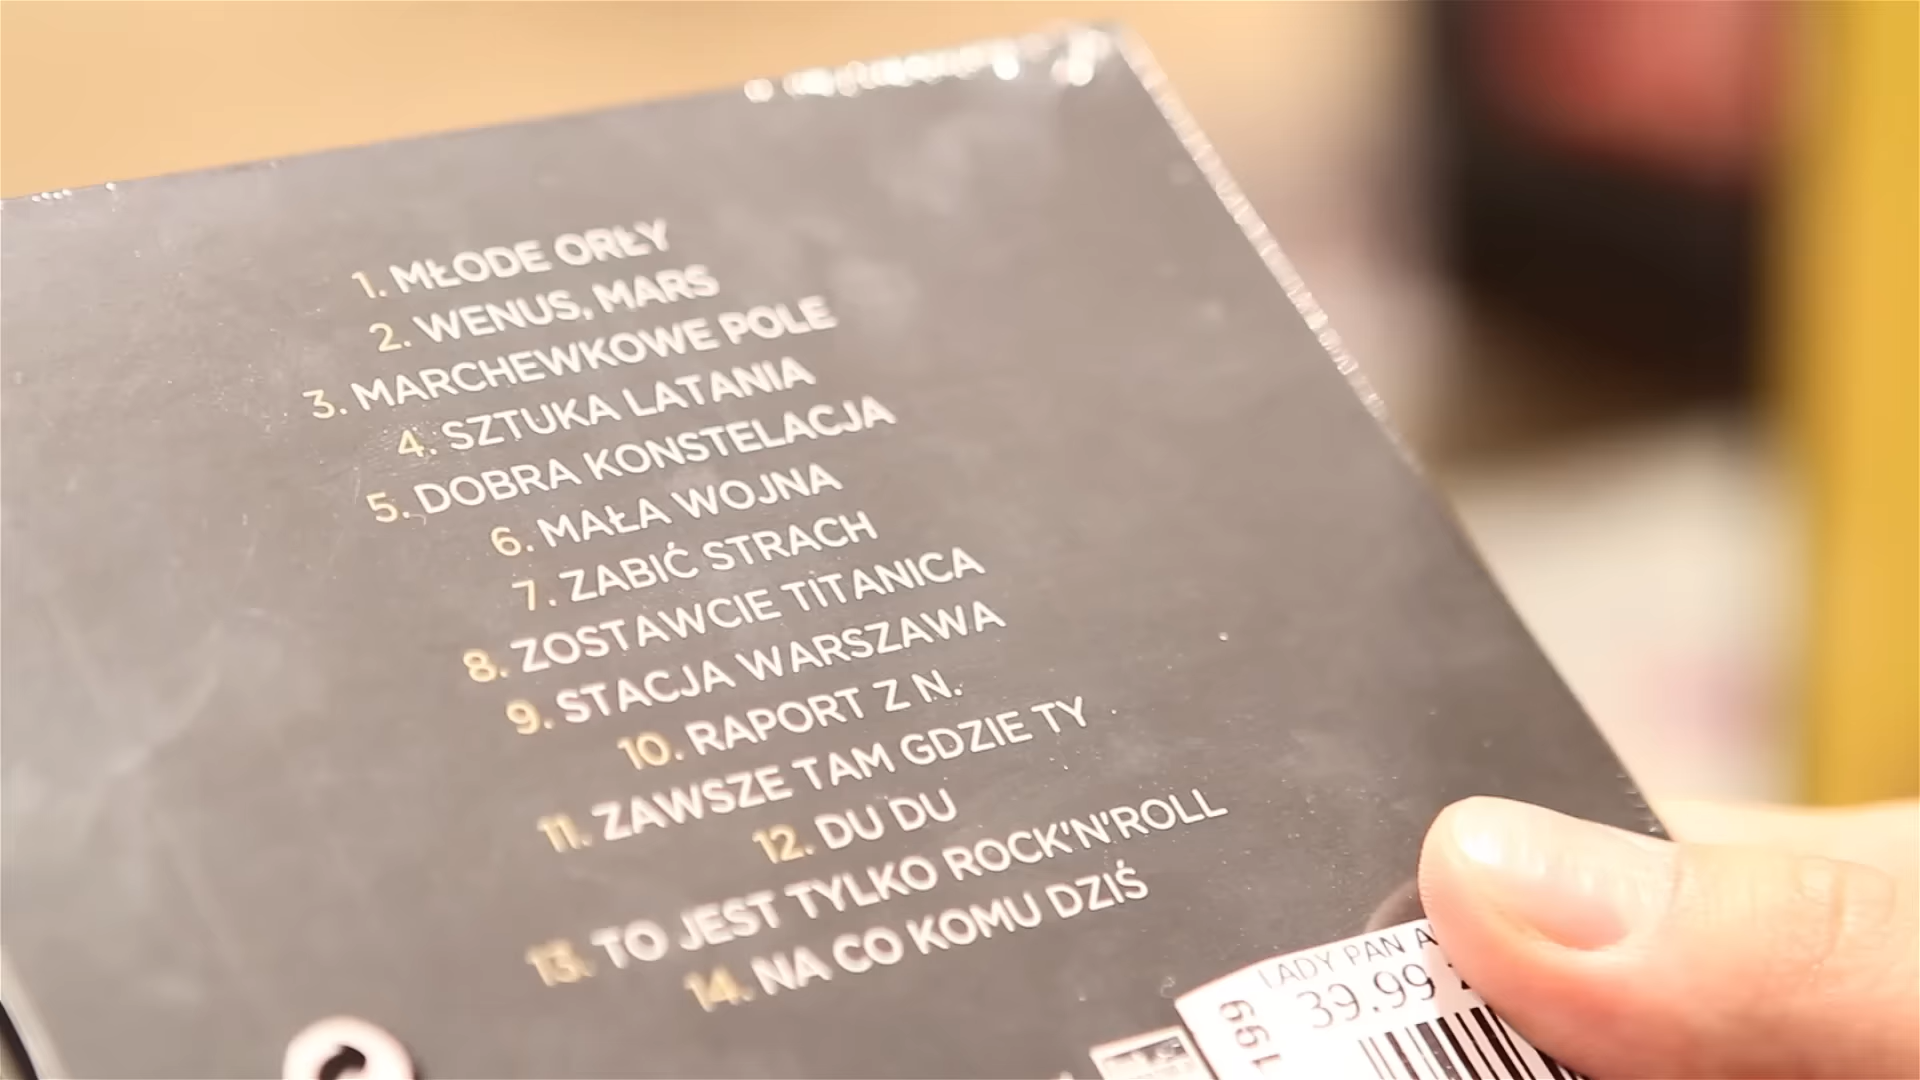 1. MŁODE ORŁY
2. WENUS, MARS
3. MARCHEWKOWE POLE
4. SZTUKA LATANIA
5. DOBRA KONSTELACJA
6. MAŁA WOJNA
7. ZABIĆ STRACH
8. ZOSTAWCIE TITANICA
9. STACJA WARSZAWA
10. RAPORT Z N.
11. ZAWSZE TAM GDZIE TY
12. DU DU
13. TO JEST TYLKO ROCK'N'ROLL
14. NA CO KOMU DZIŚ
LADY PAN
39.99
199